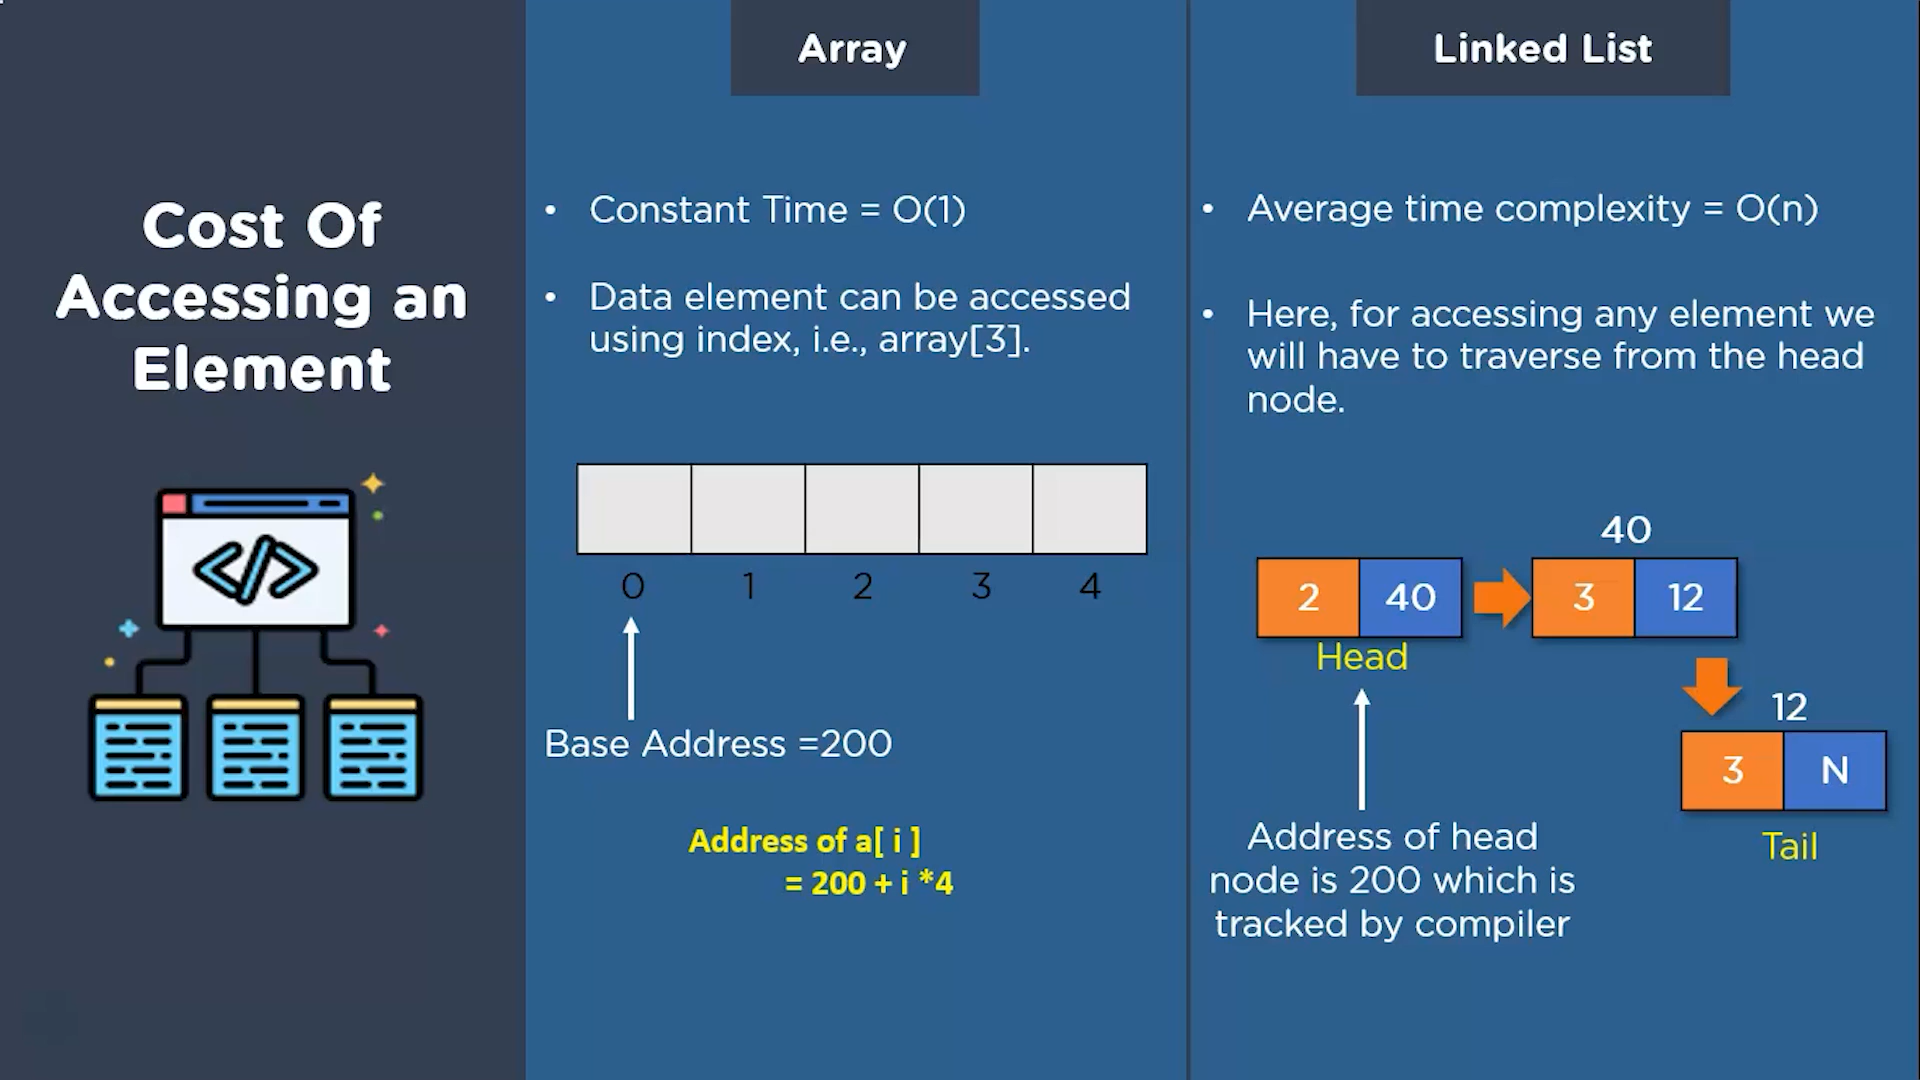 Cost Of
Accessing an
Element
</>
Array
• Constant Time = O(1)
• Data element can be accessed
using index, i.e., array[3].
0 1 2 3 4
Base Address =200
Address of a[ i ]
= 200 + i *4
Linked List
• Average time complexity = O(n)
• Here, for accessing any element we
will have to traverse from the head
node.
40
2 40 3 12
Head
12
3 N
Tail
Address of head
node is 200 which is
tracked by compiler